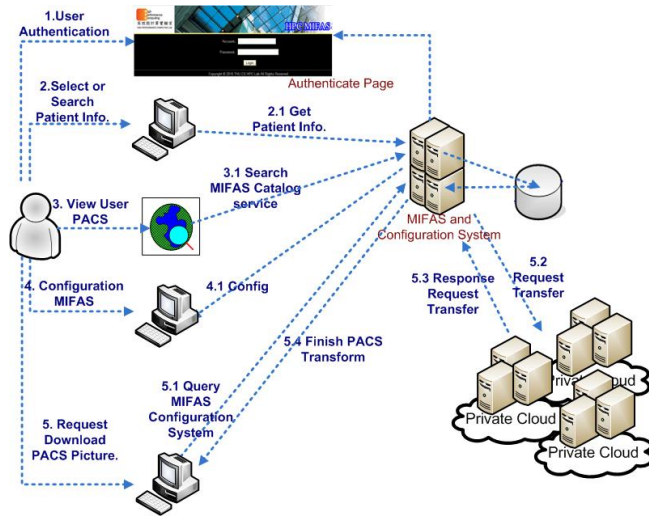 1.User
Authentication
HPC MIFAS
Account:
Password:
Login
Authenticate Page
2.Select or
Search
Patient Info.
2.1 Get
Patient Info.
3.1 Search
MIFAS Catalog
service
3. View User
PACS
MIFAS and
Configuration System
4. Configuration
MIFAS
4.1 Config
5.2
Request
Transfer
5.3 Response
Request
Transfer
5.4 Finish PACS
Transform
5.1 Query
MIFAS
Configuration
System
5. Request
Download
PACS Picture.
Private Cloud
Private Cloud
Private Cloud